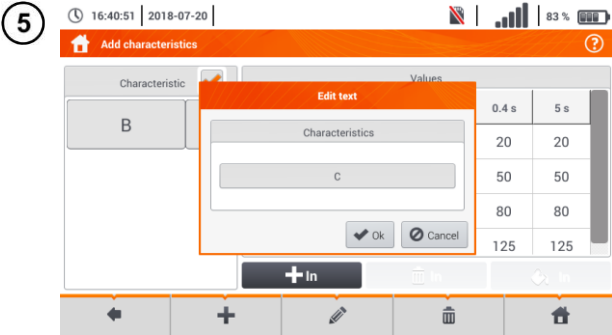 5
16:40:51 2018-07-20 83 %
Add characteristics ?
Characteristic Values
Edit text
0.4 s 5 s
B
Characteristics
20 20
C
50 50
80 80
Ok Cancel
125 125
In In In